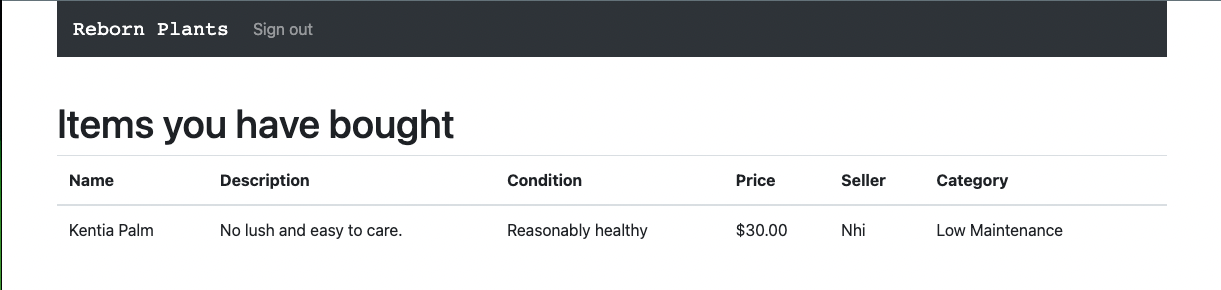 Reborn Plants Sign out
Items you have bought
Name Description Condition Price Seller Category
Kentia Palm No lush and easy to care. Reasonably healthy $30.00 Nhi Low Maintenance